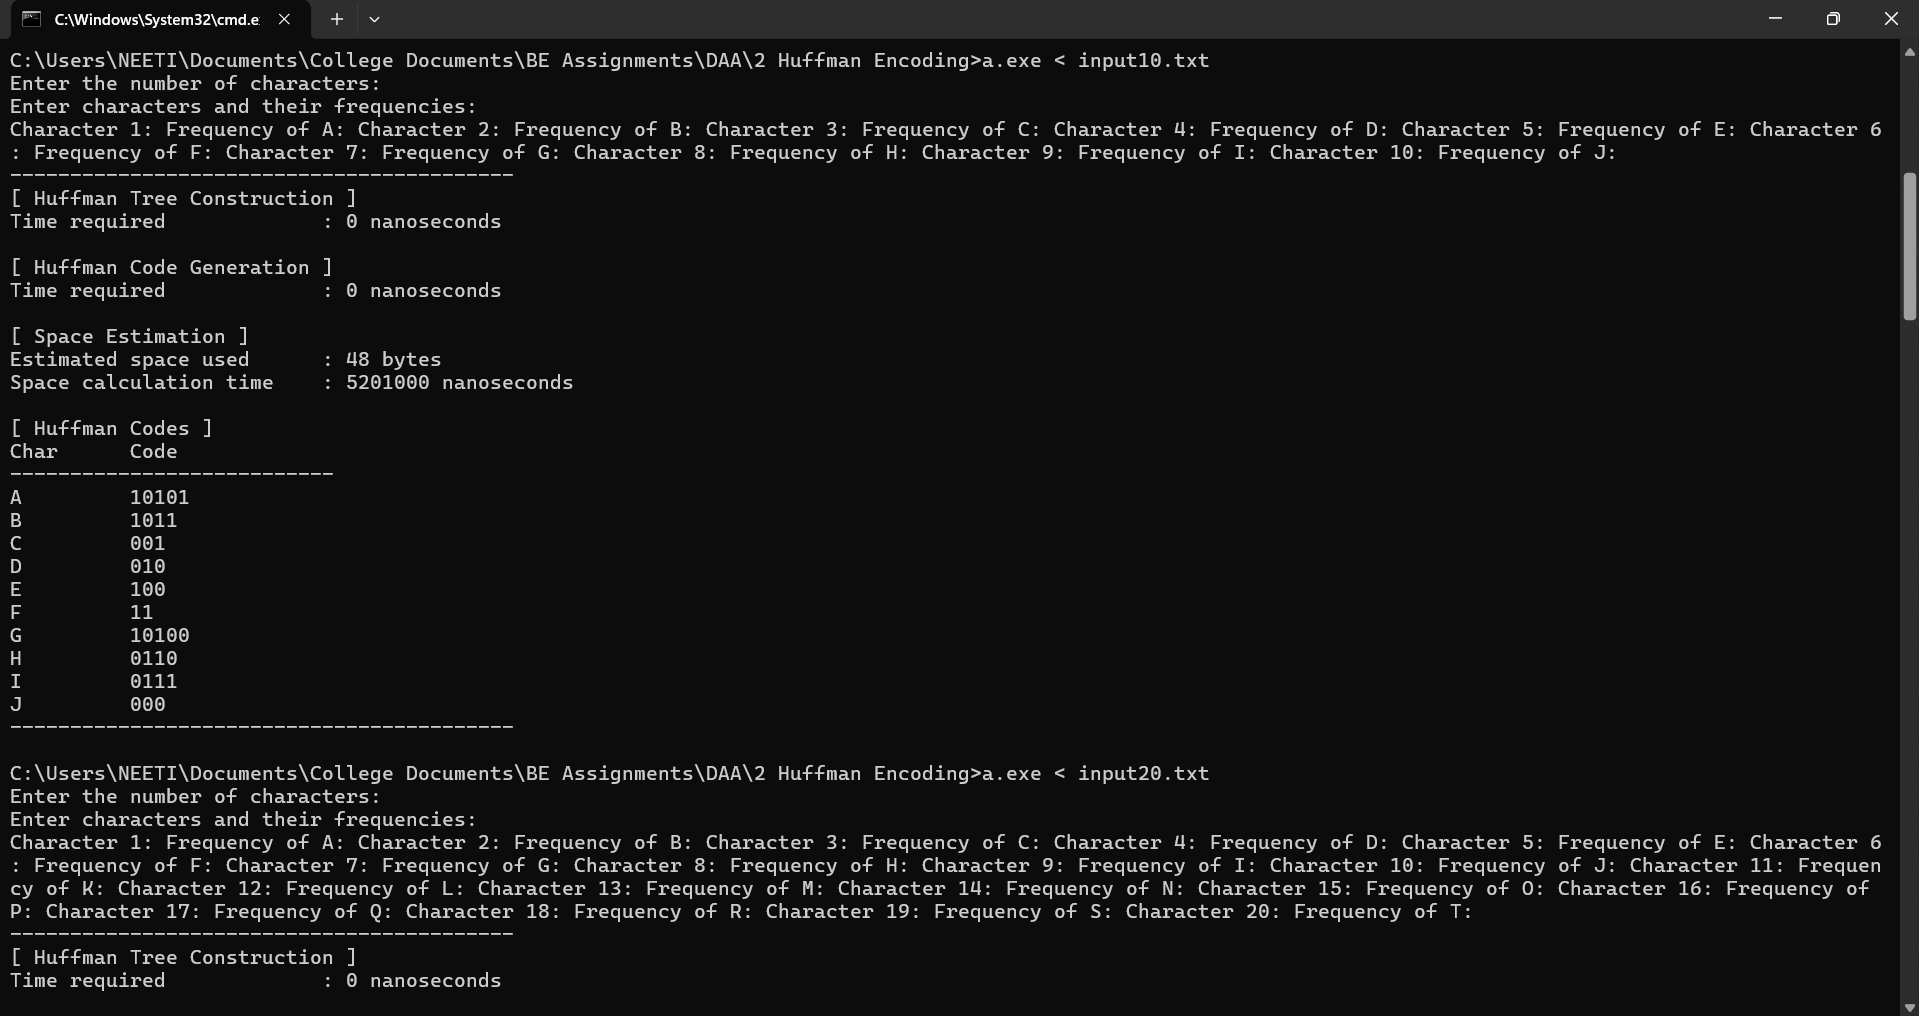 C:\Windows\System32\cmd.e
C:\Users\NEETI\Documents\College Documents\BE Assignments\DAA\2 Huffman Encoding>a.exe < input10.txt
Enter the number of characters:
Enter characters and their frequencies:
Character 1: Frequency of A: Character 2: Frequency of B: Character 3: Frequency of C: Character 4: Frequency of D: Character 5: Frequency of E: Character 6
: Frequency of F: Character 7: Frequency of G: Character 8: Frequency of H: Character 9: Frequency of I: Character 10: Frequency of J:
------------------------------------------
[ Huffman Tree Construction ]
Time required             : 0 nanoseconds
[ Huffman Code Generation ]
Time required             : 0 nanoseconds
[ Space Estimation ]
Estimated space used      : 48 bytes
Space calculation time    : 5201000 nanoseconds
[ Huffman Codes ]
Char      Code
---------------------------
A         10101
B         1011
C         001
D         010
E         100
F         11
G         10100
H         0110
I         0111
J         000
------------------------------------------
C:\Users\NEETI\Documents\College Documents\BE Assignments\DAA\2 Huffman Encoding>a.exe < input20.txt
Enter the number of characters:
Enter characters and their frequencies:
Character 1: Frequency of A: Character 2: Frequency of B: Character 3: Frequency of C: Character 4: Frequency of D: Character 5: Frequency of E: Character 6
: Frequency of F: Character 7: Frequency of G: Character 8: Frequency of H: Character 9: Frequency of I: Character 10: Frequency of J: Character 11: Frequen
cy of K: Character 12: Frequency of L: Character 13: Frequency of M: Character 14: Frequency of N: Character 15: Frequency of O: Character 16: Frequency of
P: Character 17: Frequency of Q: Character 18: Frequency of R: Character 19: Frequency of S: Character 20: Frequency of T:
------------------------------------------
[ Huffman Tree Construction ]
Time required             : 0 nanoseconds